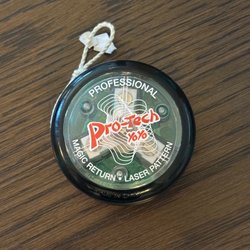 PROFESSIONAL
Pro-Tech
YoYo
MAGIC RETURN • LASER PATTERN